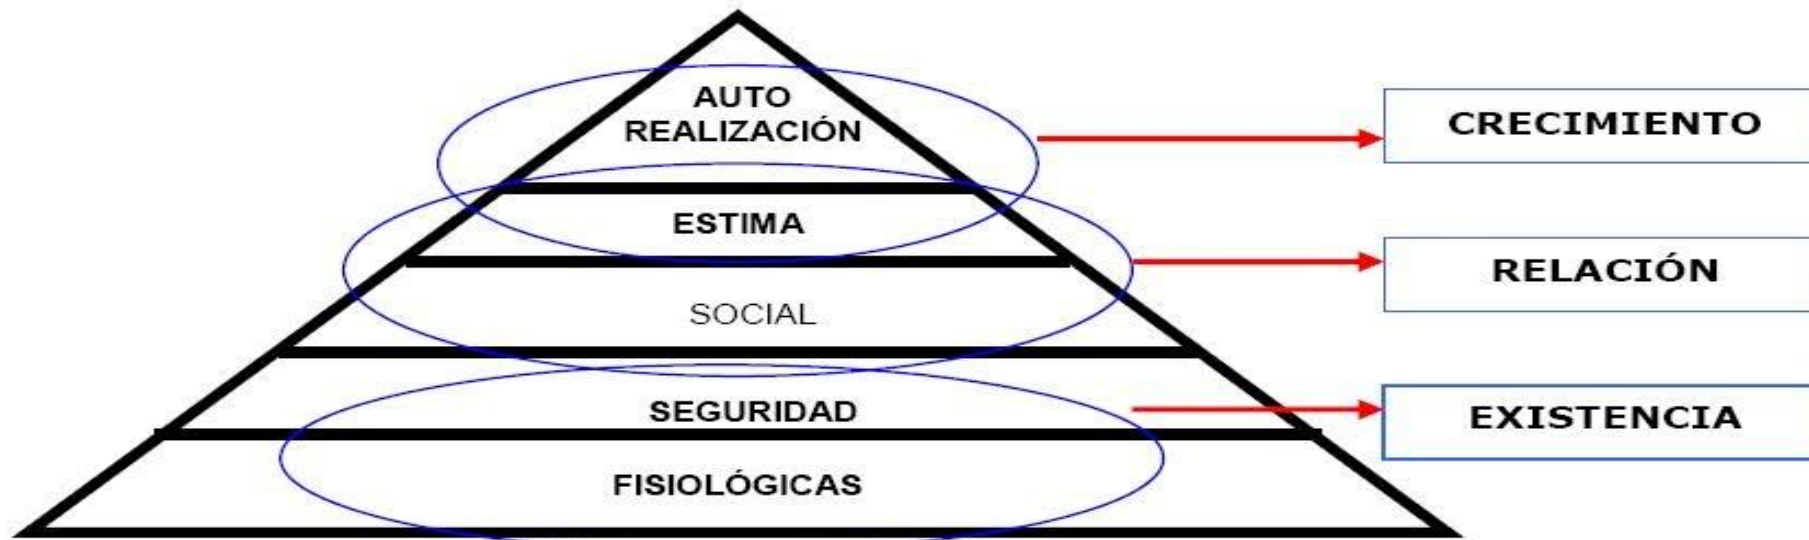 AUTO
REALIZACIÓN
CRECIMIENTO
ESTIMA
RELACIÓN
SOCIAL
SEGURIDAD
EXISTENCIA
FISIOLÓGICAS